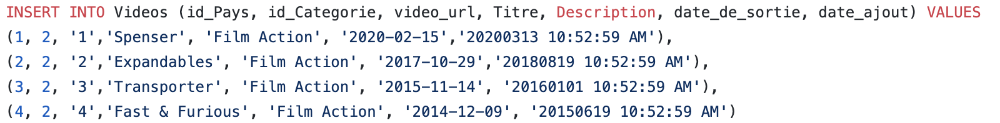 INSERT INTO Videos (id_Pays, id_Categorie, video_url, Titre, Description, date_de_sortie, date_ajout) VALUES
(1, 2, '1','Spenser', 'Film Action', '2020-02-15','20200313 10:52:59 AM'),
(2, 2, '2','Expandables', 'Film Action', '2017-10-29','20180819 10:52:59 AM'),
(3, 2, '3','Transporter', 'Film Action', '2015-11-14', '20160101 10:52:59 AM'),
(4, 2, '4','Fast & Furious', 'Film Action', '2014-12-09', '20150619 10:52:59 AM')